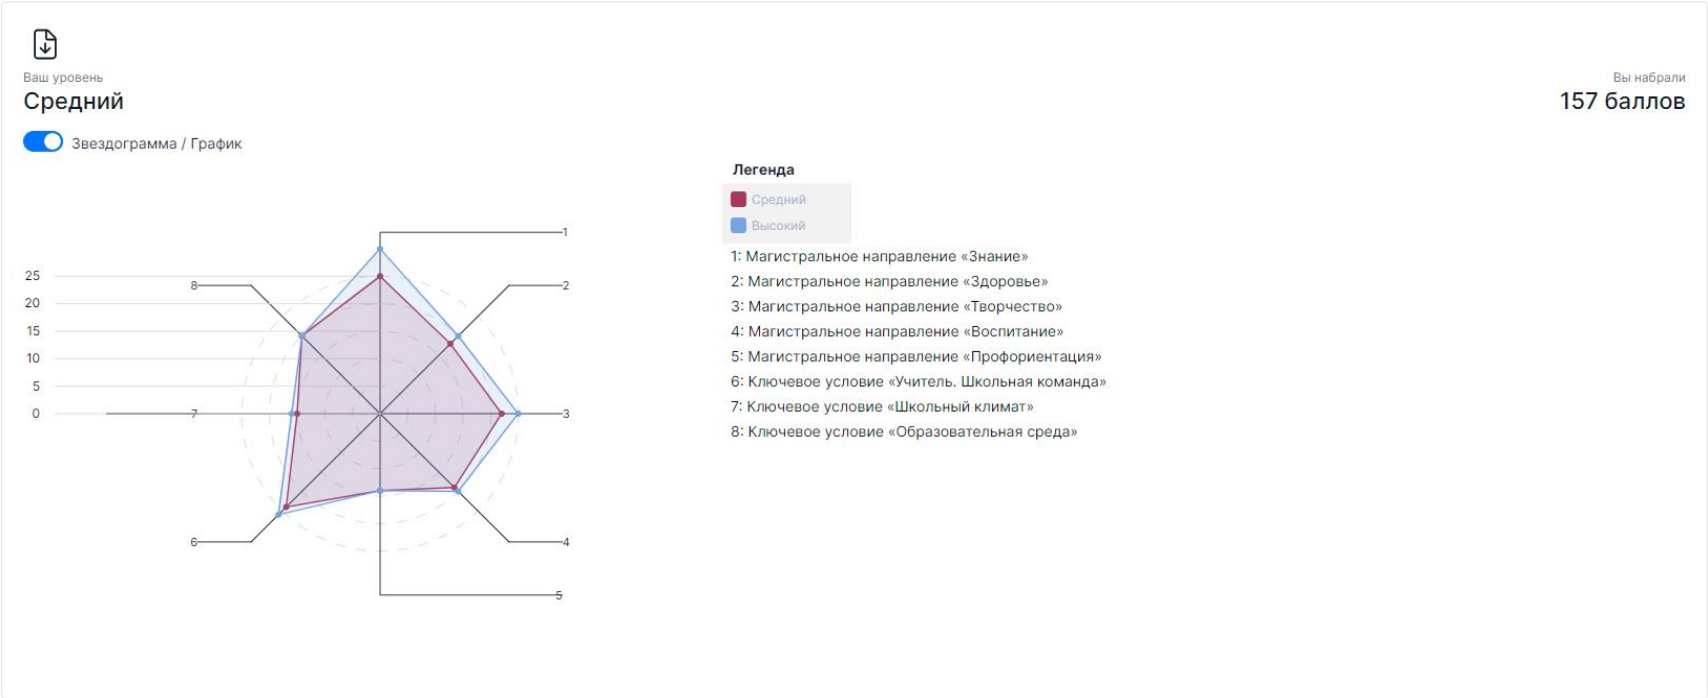 Ваш уровень
Средний
Вы набрали
157 баллов
Звездограмма / График
25
20
15
10
5
0
1
2
3
4
5
6
7
8
Легенда
Средний
Высокий
1: Магистральное направление «Знание»
2: Магистральное направление «Здоровье»
3: Магистральное направление «Творчество»
4: Магистральное направление «Воспитание»
5: Магистральное направление «Профориентация»
6: Ключевое условие «Учитель. Школьная команда»
7: Ключевое условие «Школьный климат»
8: Ключевое условие «Образовательная среда»